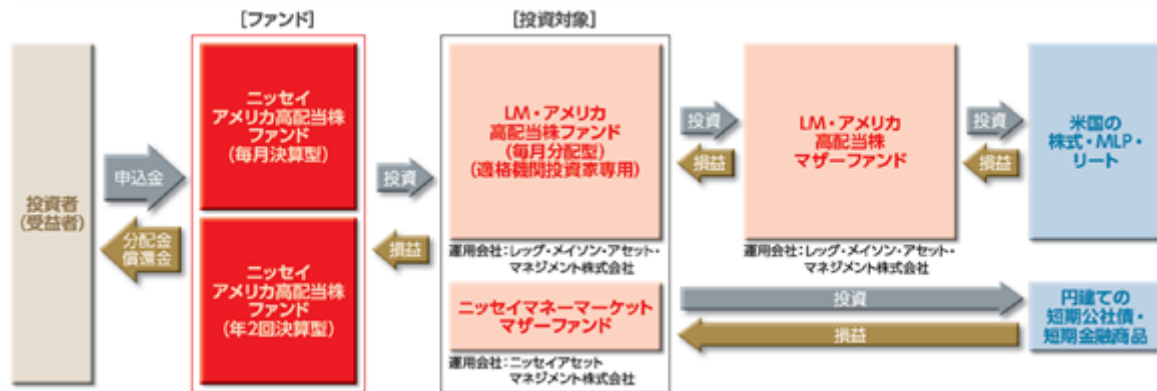 [ファンド]
[投資対象]
投資者
(受益者)
申込金
分配金
償還金
ニッセイ
アメリカ高配当株
ファンド
(毎月決算型)
ニッセイ
アメリカ高配当株
ファンド
(年2回決算型)
投資
損益
LM・アメリカ
高配当株ファンド
(毎月分配型)
(適格機関投資家専用)
運用会社:レッグ・メイソン・アセット・
マネジメント株式会社
ニッセイマネーマーケット
マザーファンド
運用会社:ニッセイアセット
マネジメント株式会社
投資
損益
LM・アメリカ
高配当株
マザーファンド
運用会社:レッグ・メイソン・アセット・
マネジメント株式会社
投資
損益
米国の
株式・MLP・
リート
投資
損益
円建ての
短期公社債・
短期金融商品